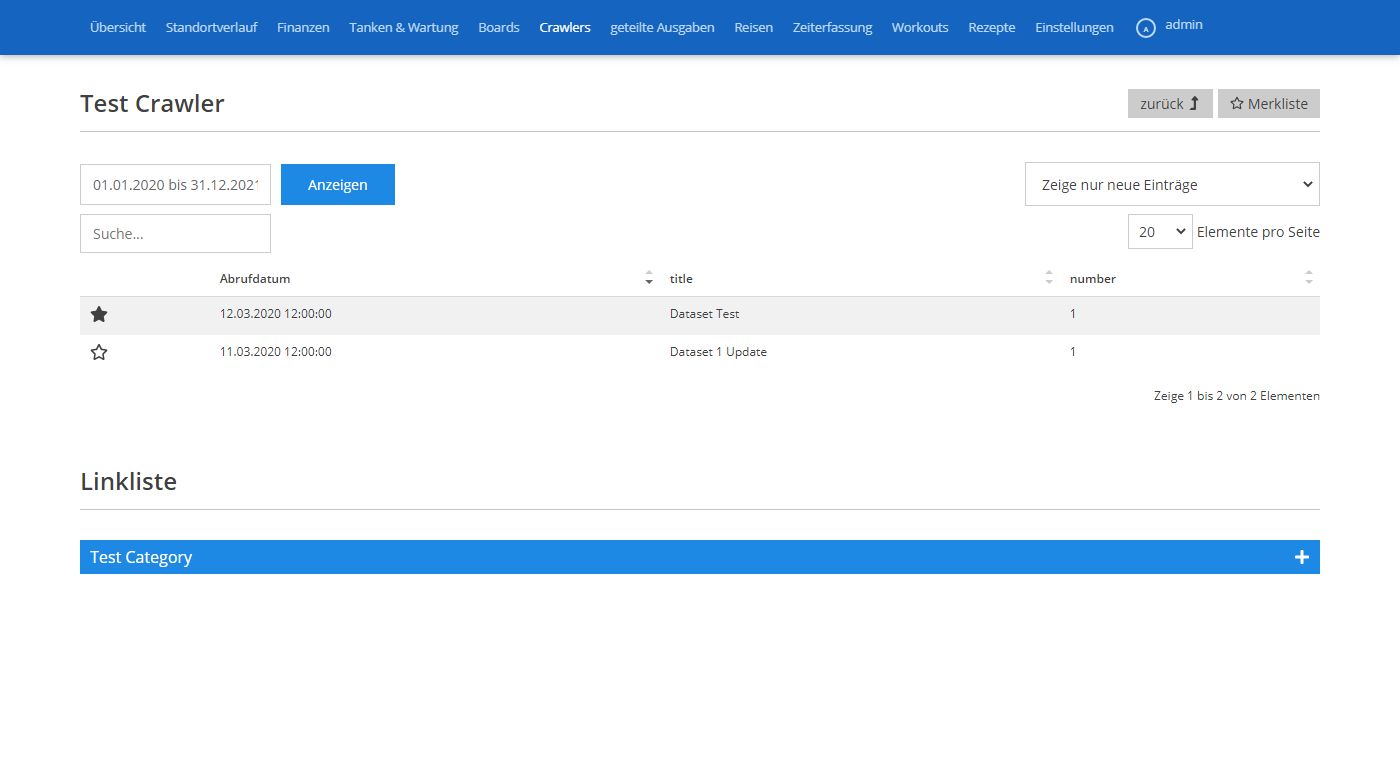 Übersicht Standortverlauf Finanzen Tanken & Wartung Boards Crawlers geteilte Ausgaben Reisen Zeiterfassung Workouts Rezepte Einstellungen A admin
Test Crawler zurück Merkliste
01.01.2020 bis 31.12.2021 Anzeigen Zeige nur neue Einträge
Suche... 20 Elemente pro Seite
Abrufdatum title number
12.03.2020 12:00:00 Dataset Test 1
11.03.2020 12:00:00 Dataset 1 Update 1
Zeige 1 bis 2 von 2 Elementen
Linkliste
Test Category